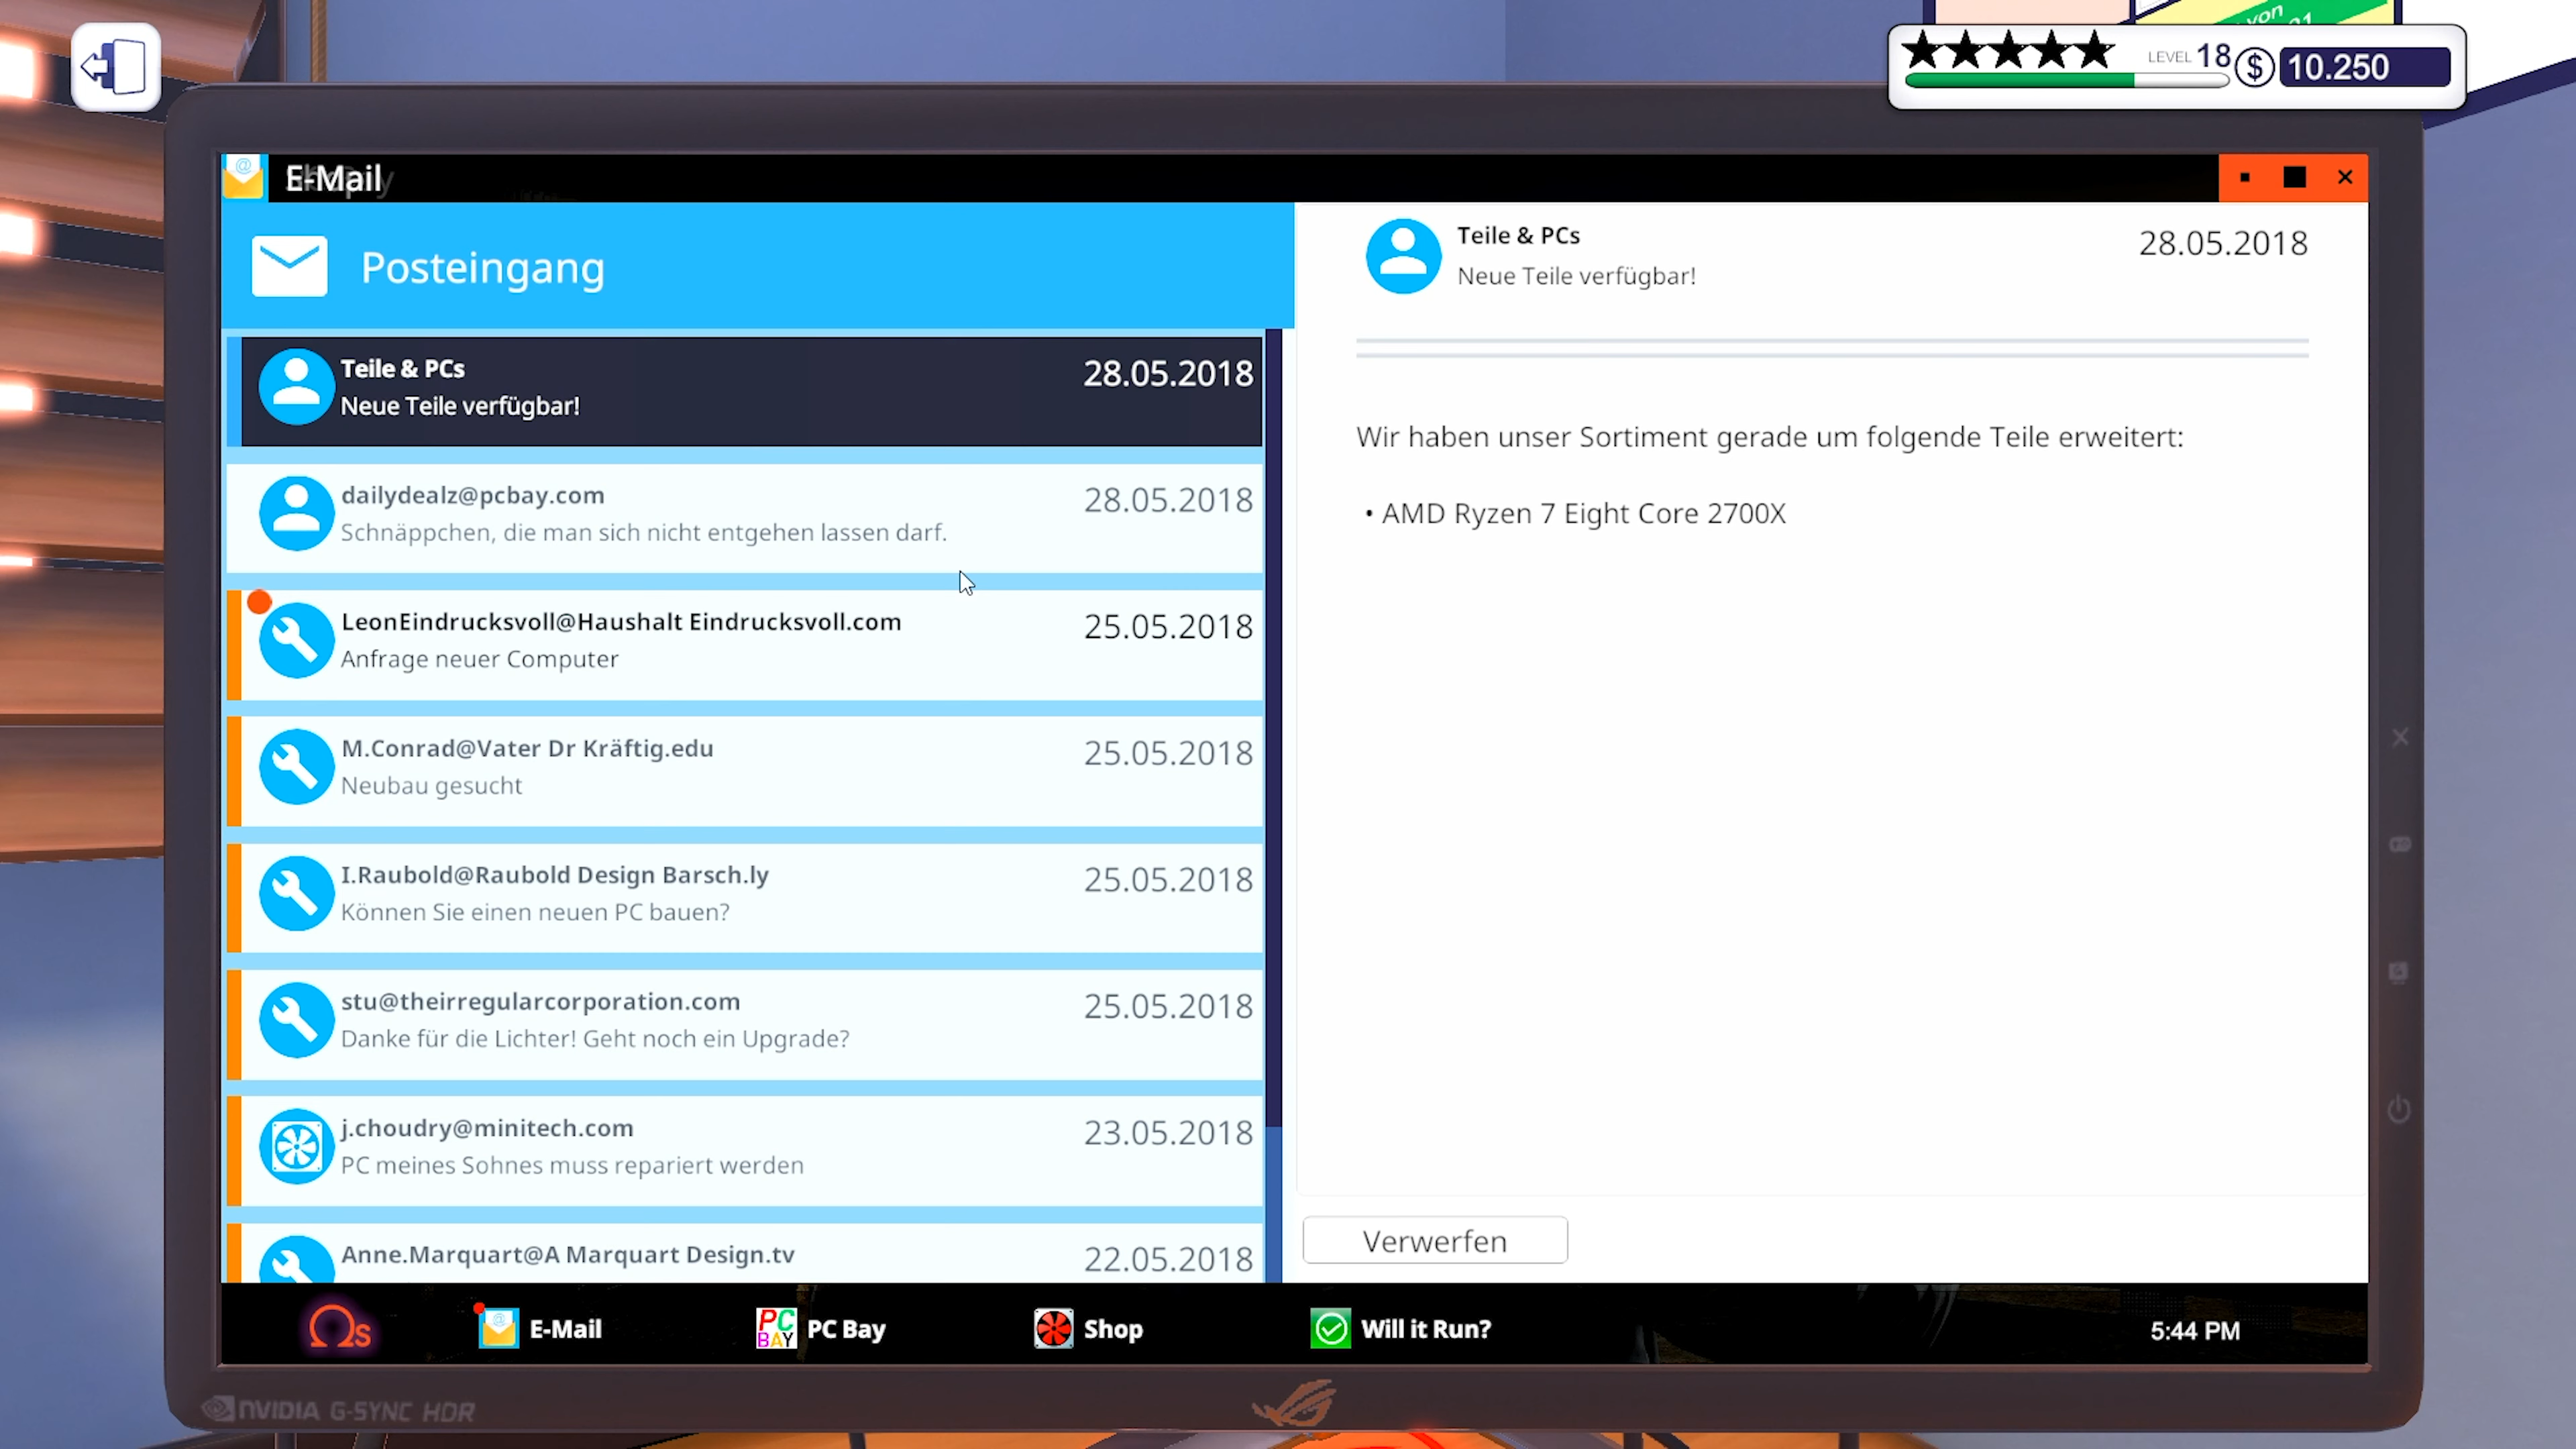 von
LEVEL 18 $ 10.250
E-Mail
Posteingang
Teile & PCs
28.05.2018
Neue Teile verfügbar!
dailydealz@pcbay.com
28.05.2018
Schnäppchen, die man sich nicht entgehen lassen darf.
LeonEindrucksvoll@Haushalt Eindrucksvoll.com
25.05.2018
Anfrage neuer Computer
M.Conrad@Vater Dr Kräftig.edu
25.05.2018
Neubau gesucht
I.Raubold@Raubold Design Barsch.ly
25.05.2018
Können Sie einen neuen PC bauen?
stu@theirregularcorporation.com
25.05.2018
Danke für die Lichter! Geht noch ein Upgrade?
j.choudry@minitech.com
23.05.2018
PC meines Sohnes muss repariert werden
Anne.Marquart@A Marquart Design.tv
22.05.2018
Teile & PCs
28.05.2018
Neue Teile verfügbar!
Wir haben unser Sortiment gerade um folgende Teile erweitert:
• AMD Ryzen 7 Eight Core 2700X
Verwerfen
Ωs
E-Mail
PC BAY
PC Bay
Shop
Will it Run?
5:44 PM
NVIDIA G-SYNC HDR